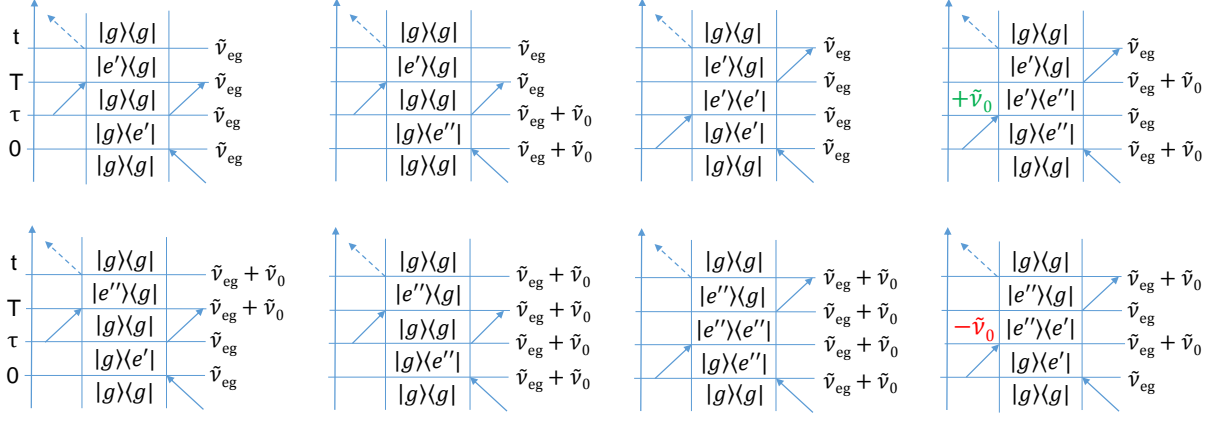 t
T
τ
0
|g⟩⟨g|
|e′⟩⟨g|
|g⟩⟨g|
|g⟩⟨e′|
|g⟩⟨g|
ν̃eg
ν̃eg
ν̃eg
ν̃eg
|g⟩⟨g|
|e′⟩⟨g|
|g⟩⟨g|
|g⟩⟨e′′|
|g⟩⟨g|
ν̃eg
ν̃eg
ν̃eg + ν̃0
ν̃eg + ν̃0
|g⟩⟨g|
|e′⟩⟨g|
|e′⟩⟨e′|
|g⟩⟨e′|
|g⟩⟨g|
ν̃eg
ν̃eg
ν̃eg
ν̃eg
+ν̃0
|g⟩⟨g|
|e′⟩⟨g|
|e′⟩⟨e′′|
|g⟩⟨e′′|
|g⟩⟨g|
ν̃eg
ν̃eg + ν̃0
ν̃eg
ν̃eg + ν̃0
t
T
τ
0
|g⟩⟨g|
|e′′⟩⟨g|
|g⟩⟨g|
|g⟩⟨e′|
|g⟩⟨g|
ν̃eg + ν̃0
ν̃eg + ν̃0
ν̃eg
ν̃eg
|g⟩⟨g|
|e′′⟩⟨g|
|g⟩⟨g|
|g⟩⟨e′′|
|g⟩⟨g|
ν̃eg + ν̃0
ν̃eg + ν̃0
ν̃eg + ν̃0
ν̃eg + ν̃0
|g⟩⟨g|
|e′′⟩⟨g|
|e′′⟩⟨e′′|
|g⟩⟨e′′|
|g⟩⟨g|
ν̃eg + ν̃0
ν̃eg + ν̃0
ν̃eg + ν̃0
ν̃eg + ν̃0
−ν̃0
|g⟩⟨g|
|e′′⟩⟨g|
|e′′⟩⟨e′|
|g⟩⟨e′|
|g⟩⟨g|
ν̃eg + ν̃0
ν̃eg
ν̃eg + ν̃0
ν̃eg